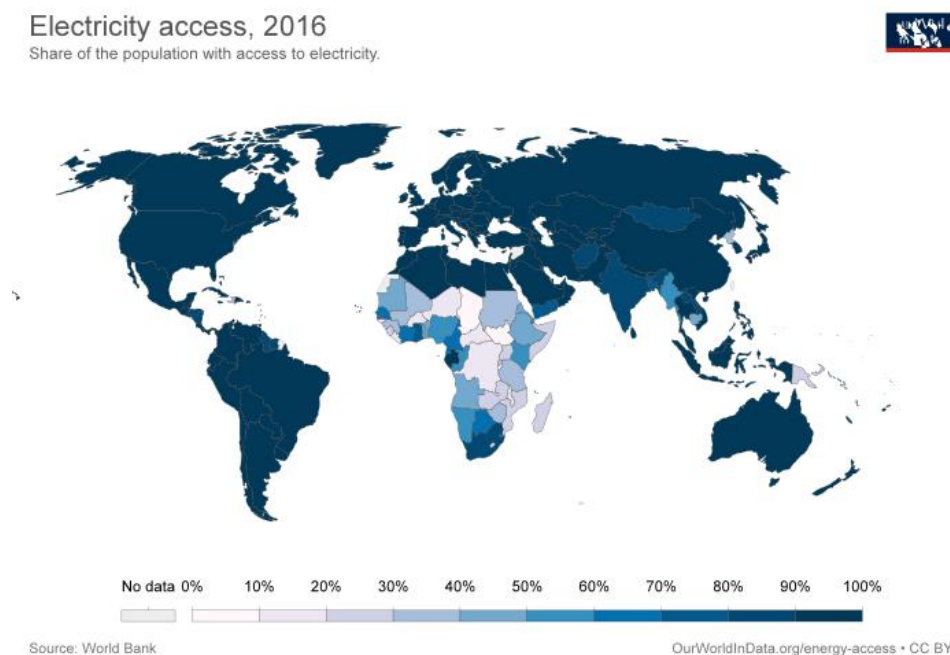 Electricity access, 2016
Share of the population with access to electricity.
No data 0% 10% 20% 30% 40% 50% 60% 70% 80% 90% 100%
Source: World Bank
OurWorldInData.org/energy-access • CC BY